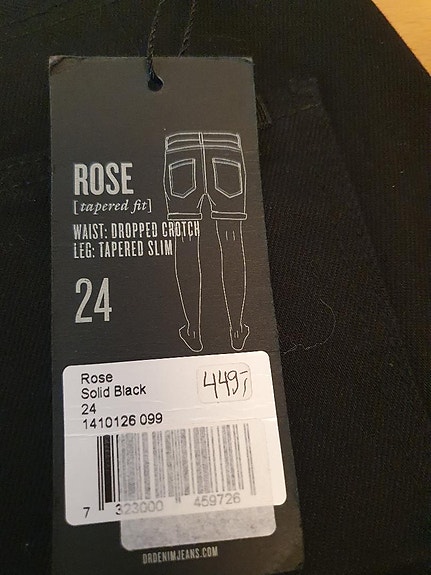 ROSE
[tapered fit]
WAIST: DROPPED CROTCH
LEG: TAPERED SLIM
24
Rose
Solid Black
24
1410126 099
449,-
7 323000 459726
DRDENIMJEANS.COM